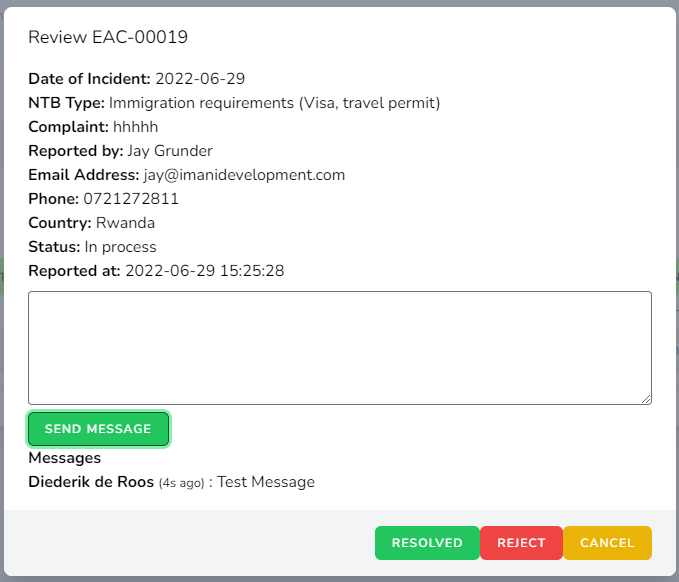 Review EAC-00019
Date of Incident: 2022-06-29
NTB Type: Immigration requirements (Visa, travel permit)
Complaint: hhhhh
Reported by: Jay Grunder
Email Address: jay@imanidevelopment.com
Phone: 0721272811
Country: Rwanda
Status: In process
Reported at: 2022-06-29 15:25:28
SEND MESSAGE
Messages
Diederik de Roos (4s ago) : Test Message
RESOLVED REJECT CANCEL